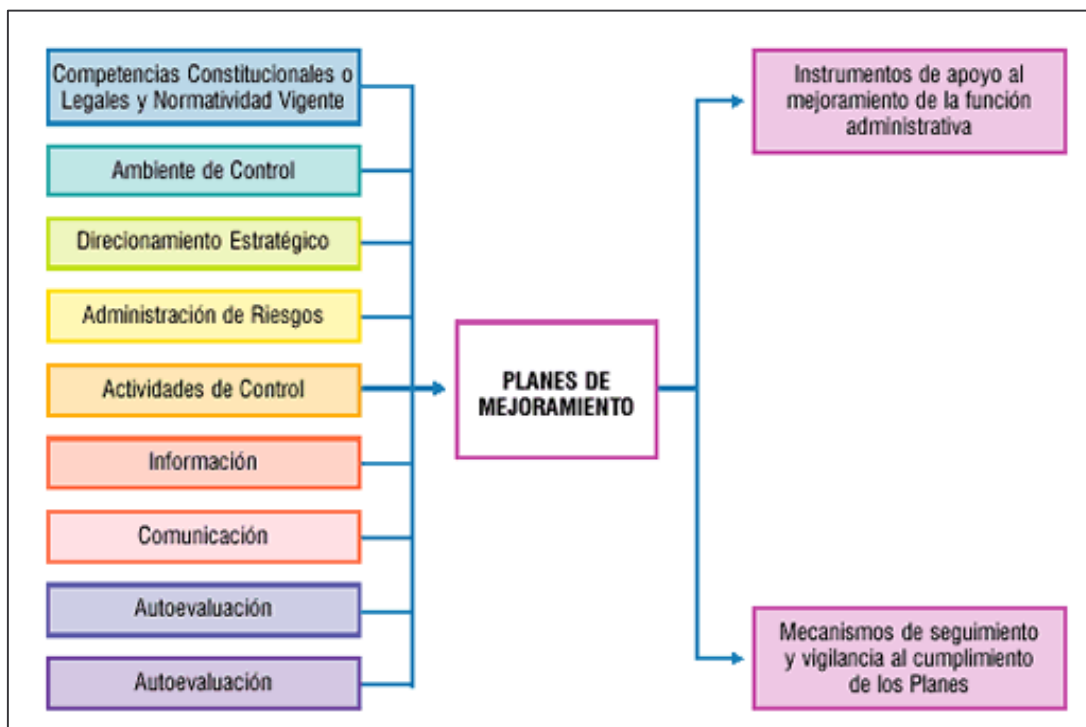 Competencias Constitucionales o
Legales y Normatividad Vigente
Ambiente de Control
Direcionamiento Estratégico
Administración de Riesgos
Actividades de Control
Información
Comunicación
Autoevaluación
Autoevaluación
PLANES DE
MEJORAMIENTO
Instrumentos de apoyo al
mejoramiento de la función
administrativa
Mecanismos de seguimiento
y vigilancia al cumplimiento
de los Planes